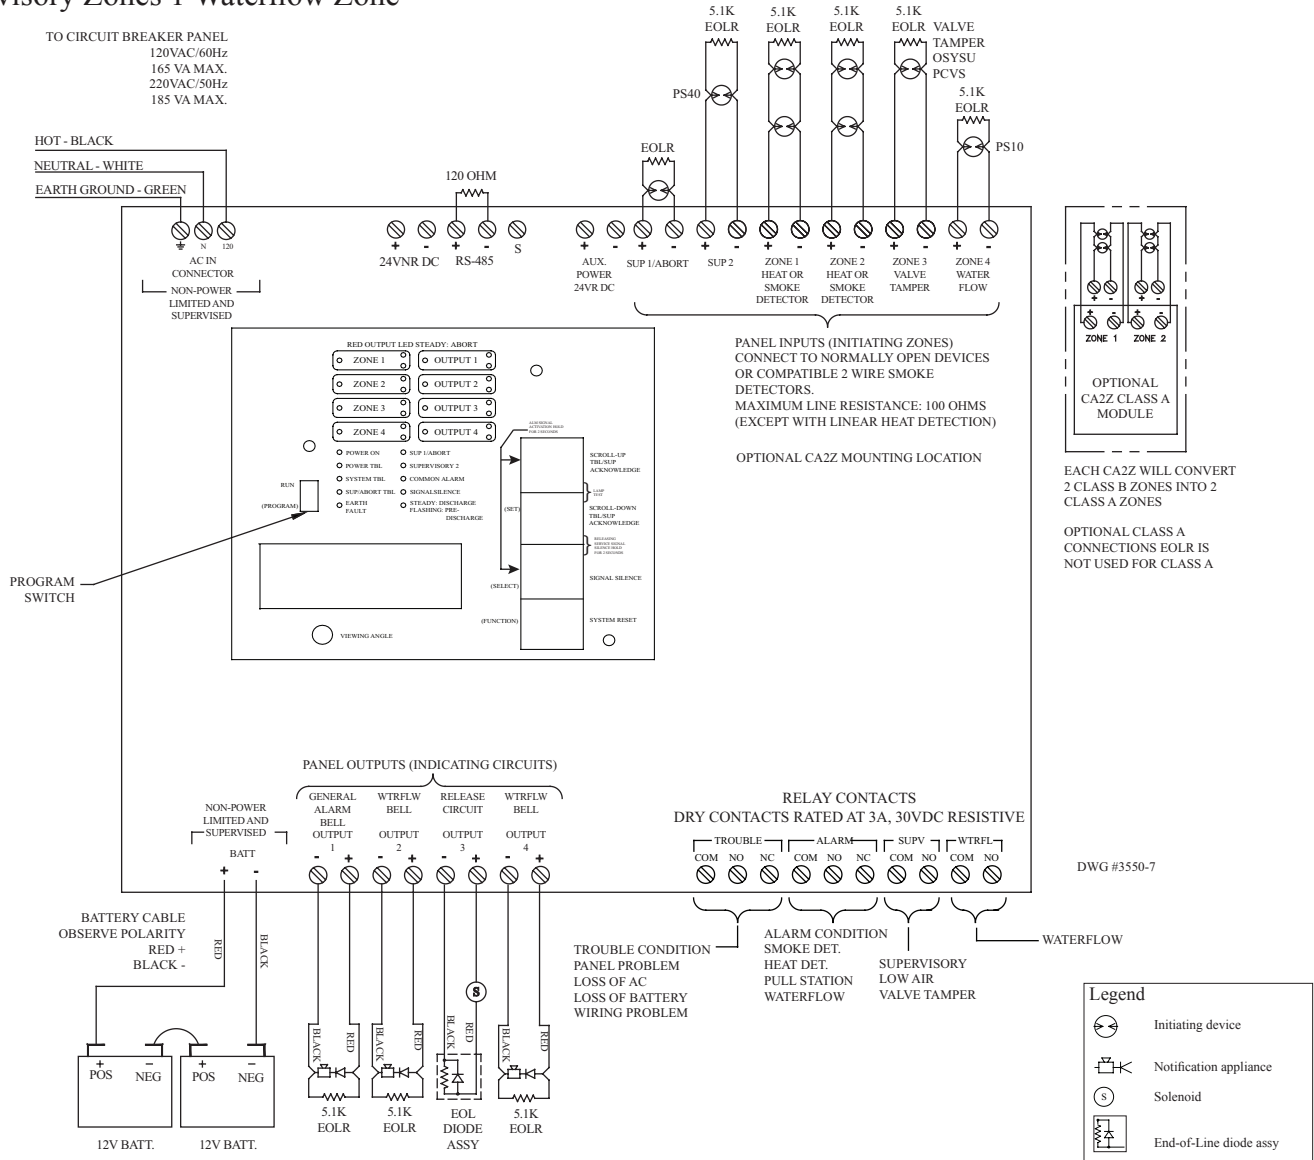 visory Zones 1 Waterflow Zone
TO CIRCUIT BREAKER PANEL
120VAC/60Hz
165 VA MAX.
220VAC/50Hz
185 VA MAX.
HOT - BLACK
NEUTRAL - WHITE
EARTH GROUND - GREEN
N
120
AC IN
CONNECTOR
NON-POWER
LIMITED AND
SUPERVISED
120 OHM
+ - + - S
24VNR DC
RS-485
EOLR
PS40
5.1K
EOLR
5.1K
EOLR
5.1K
EOLR
5.1K
EOLR
VALVE
TAMPER
OSYSU
PCVS
5.1K
EOLR
PS10
+ - + - + - + - + - + - + -
AUX.
POWER
24VR DC
SUP 1/ABORT
SUP 2
ZONE 1
HEAT OR
SMOKE
DETECTOR
ZONE 2
HEAT OR
SMOKE
DETECTOR
ZONE 3
VALVE
TAMPER
ZONE 4
WATER
FLOW
PANEL INPUTS (INITIATING ZONES)
CONNECT TO NORMALLY OPEN DEVICES
OR COMPATIBLE 2 WIRE SMOKE
DETECTORS.
MAXIMUM LINE RESISTANCE: 100 OHMS
(EXCEPT WITH LINEAR HEAT DETECTION)
OPTIONAL CA2Z MOUNTING LOCATION
+ - + -
+ - + -
ZONE 1 ZONE 2
OPTIONAL
CA2Z CLASS A
MODULE
EACH CA2Z WILL CONVERT
2 CLASS B ZONES INTO 2
CLASS A ZONES
OPTIONAL CLASS A
CONNECTIONS EOLR IS
NOT USED FOR CLASS A
RED OUTPUT LED STEADY: ABORT
ZONE 1 OUTPUT 1
ZONE 2 OUTPUT 2
ZONE 3 OUTPUT 3
ZONE 4 OUTPUT 4
POWER ON SUP 1/ABORT
POWER TBL SUPERVISORY 2
SYSTEM TBL COMMON ALARM
SUP/ABORT TBL SIGNALSILENCE
EARTH
FAULT
STEADY: DISCHARGE
FLASHING: PRE-
DISCHARGE
RUN
(PROGRAM)
PROGRAM
SWITCH
VIEWING ANGLE
SCROLL-UP
TBL/SUP
ACKNOWLEDGE
LAMP
TEST
(SET)
SCROLL-DOWN
TBL/SUP
ACKNOWLEDGE
(SELECT)
SIGNAL SILENCE
(FUNCTION)
SYSTEM RESET
PANEL OUTPUTS (INDICATING CIRCUITS)
NON-POWER
LIMITED AND
SUPERVISED
BATT
+ -
GENERAL
ALARM
BELL
OUTPUT
1
WTRFLW
BELL
OUTPUT
2
RELEASE
CIRCUIT
OUTPUT
3
WTRFLW
BELL
OUTPUT
4
- + - + - + - +
RELAY CONTACTS
DRY CONTACTS RATED AT 3A, 30VDC RESISTIVE
TROUBLE ALARM SUPV WTRFL
COM NO NC COM NO NC COM NO COM NO
DWG #3550-7
BATTERY CABLE
OBSERVE POLARITY
RED +
BLACK -
RED
BLACK
+ - + -
POS NEG POS NEG
12V BATT. 12V BATT.
BLACK RED
5.1K
EOLR
BLACK RED
5.1K
EOLR
S
BLACK RED
EOL
DIODE
ASSY
BLACK RED
5.1K
EOLR
TROUBLE CONDITION
PANEL PROBLEM
LOSS OF AC
LOSS OF BATTERY
WIRING PROBLEM
ALARM CONDITION
SMOKE DET.
HEAT DET.
PULL STATION
WATERFLOW
SUPERVISORY
LOW AIR
VALVE TAMPER
WATERFLOW
Legend
Initiating device
Notification appliance
S Solenoid
End-of-Line diode assy